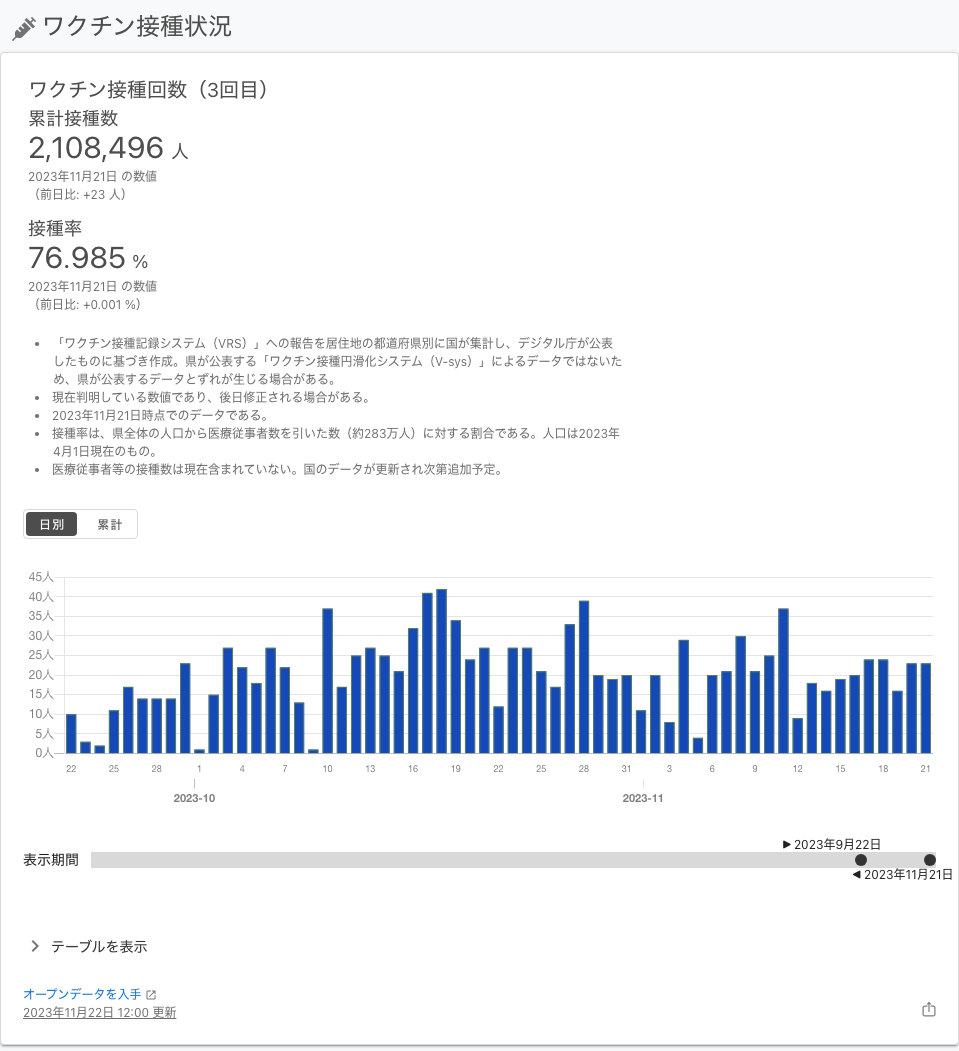 ワクチン接種状況
ワクチン接種回数（3回目）
累計接種数
2,108,496 人
2023年11月21日 の数値
（前日比: +23 人）
接種率
76.985 %
2023年11月21日 の数値
（前日比: +0.001 %）
• 「ワクチン接種記録システム（VRS）」への報告を居住地の都道府県別に国が集計し、デジタル庁が公表
したものに基づき作成。県が公表する「ワクチン接種円滑化システム（V-sys）」によるデータではないた
め、県が公表するデータとずれが生じる場合がある。
• 現在判明している数値であり、後日修正される場合がある。
• 2023年11月21日時点でのデータである。
• 接種率は、県全体の人口から医療従事者数を引いた数（約283万人）に対する割合である。人口は2023年
4月1日現在のもの。
• 医療従事者等の接種数は現在含まれていない。国のデータが更新され次第追加予定。
日別 累計
45人
40人
35人
30人
25人
20人
15人
10人
5人
0人
22 25 28 1 4 7 10 13 16 19 22 25 28 31 3 6 9 12 15 18 21
2023-10 2023-11
▶ 2023年9月22日
表示期間
◀ 2023年11月21日
テーブルを表示
オープンデータを入手
2023年11月22日 12:00 更新